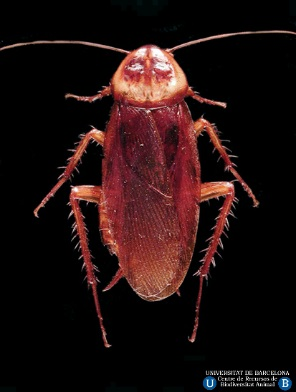 UNIVERSITAT DE BARCELONA
U Centre de Recursos de B
Biodiversitat Animal